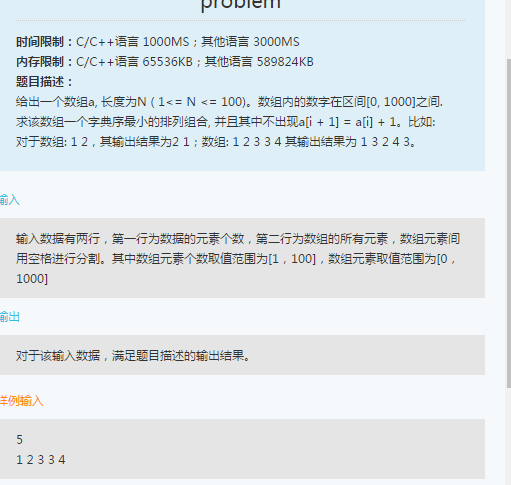 problem
时间限制：C/C++语言 1000MS；其他语言 3000MS
内存限制：C/C++语言 65536KB；其他语言 589824KB
题目描述：
给出一个数组a, 长度为N（1<= N <= 100)。数组内的数字在区间[0, 1000]之间.
求该数组一个字典序最小的排列组合, 并且其中不出现a[i + 1] = a[i] + 1。比如:
对于数组: 1 2，其输出结果为2 1；数组: 1 2 3 3 4 其输出结果为 1 3 2 4 3。
输入
输入数据有两行，第一行为数据的元素个数，第二行为数组的所有元素，数组元素间
用空格进行分割。其中数组元素个数取值范围为[1，100]，数组元素取值范围为[0，
1000]
输出
对于该输入数据，满足题目描述的输出结果。
样例输入
5
1 2 3 3 4